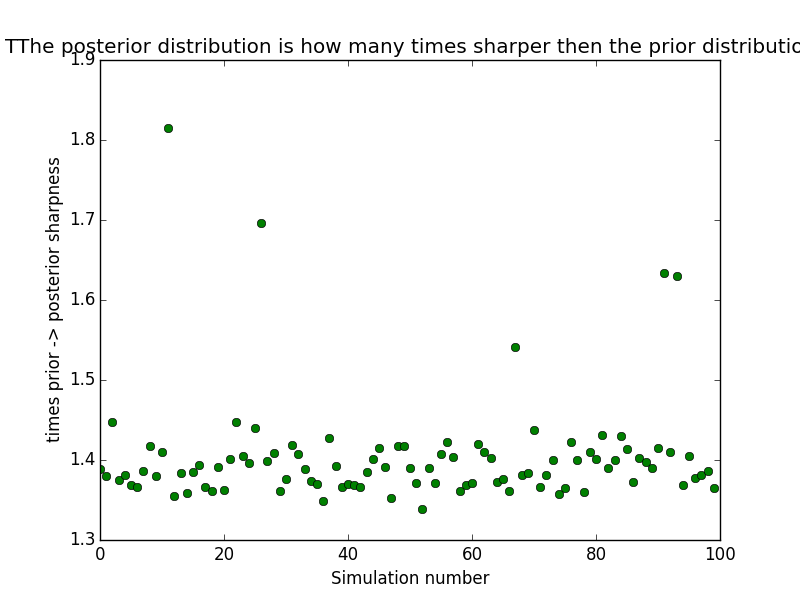 TThe posterior distribution is how many times sharper then the prior distributio
1.9
1.8
1.7
1.6
1.5
1.4
1.3
times prior -> posterior sharpness
0 20 40 60 80 100
Simulation number